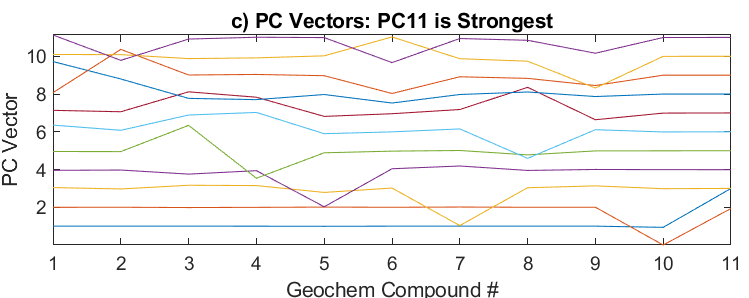 c) PC Vectors: PC11 is Strongest
PC Vector
10
8
6
4
2
1 2 3 4 5 6 7 8 9 10 11
Geochem Compound #